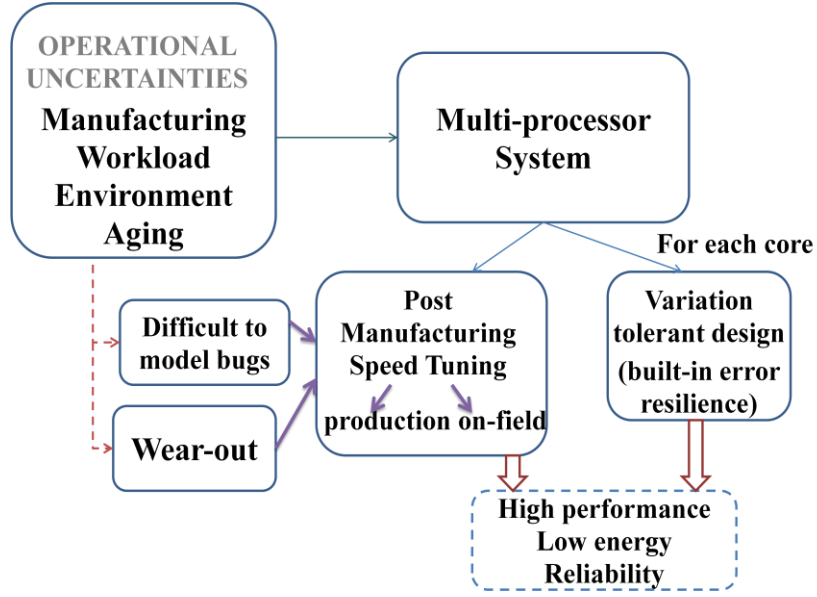 OPERATIONAL
UNCERTAINTIES
Manufacturing
Workload
Environment
Aging
Multi-processor
System
For each core
Difficult to
model bugs
Wear-out
Post
Manufacturing
Speed Tuning
production on-field
Variation
tolerant design
(built-in error
resilience)
High performance
Low energy
Reliability